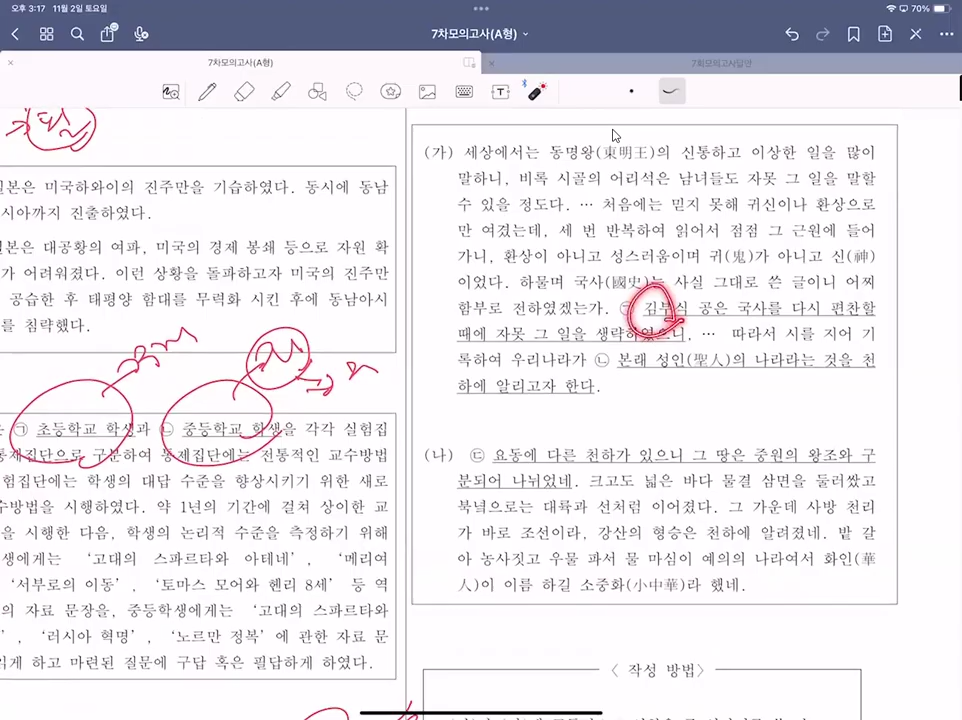 오후 3:17 11월 2일 토요일
70%
7차모의고사(A형)
7차모의고사(A형)
7회모의고사답안
일본은 미국하와이의 진주만을 기습하였다. 동시에 동남
시아까지 진출하였다.
일본은 대공황의 여파, 미국의 경제 봉쇄 등으로 자원 확
가 어려워졌다. 이런 상황을 돌파하고자 미국의 진주만
공습한 후 태평양 함대를 무력화 시킨 후에 동남아시
를 침략했다.
은 ㉠ 초등학교 학생과 ㉡ 중등학교 학생을 각각 실험집
통제집단으로 구분하여 통제집단에는 전통적인 교수방법
험집단에는 학생의 대답 수준을 향상시키기 위한 새로
수방법을 시행하였다. 약 1년의 기간에 걸쳐 상이한 교
을 시행한 다음, 학생의 논리적 수준을 측정하기 위해
생에게는 ‘고대의 스파르타와 아테네’, ‘메리여
‘서부로의 이동’, ‘토마스 모어와 헨리 8세’ 등 역
의 자료 문장을, 중등학생에게는 ‘고대의 스파르타와
’, ‘러시아 혁명’, ‘노르만 정복’에 관한 자료 문
읽게 하고 마련된 질문에 구답 혹은 필답하게 하였다.
(가) 세상에서는 동명왕(東明王)의 신통하고 이상한 일을 많이
말하니, 비록 시골의 어리석은 남녀들도 자못 그 일을 말할
수 있을 정도다. … 처음에는 믿지 못해 귀신이나 환상으로
만 여겼는데, 세 번 반복하여 읽어서 점점 그 근원에 들어
가니, 환상이 아니고 성스러움이며 귀(鬼)가 아니고 신(神)
이었다. 하물며 국사(國史)는 사실 그대로 쓴 글이니 어찌
함부로 전하였겠는가. ㉠ 김부식 공은 국사를 다시 편찬할
때에 자못 그 일을 생략하였으니, … 따라서 시를 지어 기
록하여 우리나라가 ㉡ 본래 성인(聖人)의 나라라는 것을 천
하에 알리고자 한다.
(나) ㉢ 요동에 다른 천하가 있으니 그 땅은 중원의 왕조와 구
분되어 나뉘었네. 크고도 넓은 바다 물결 삼면을 둘러쌌고
북녘으로는 대륙과 선처럼 이어졌다. 그 가운데 사방 천리
가 바로 조선이라, 강산의 형승은 천하에 알려졌네. 밭 갈
아 농사짓고 우물 파서 물 마심이 예의의 나라여서 화인(華
人)이 이름 하길 소중화(小中華)라 했네.
〈 작성 방법〉